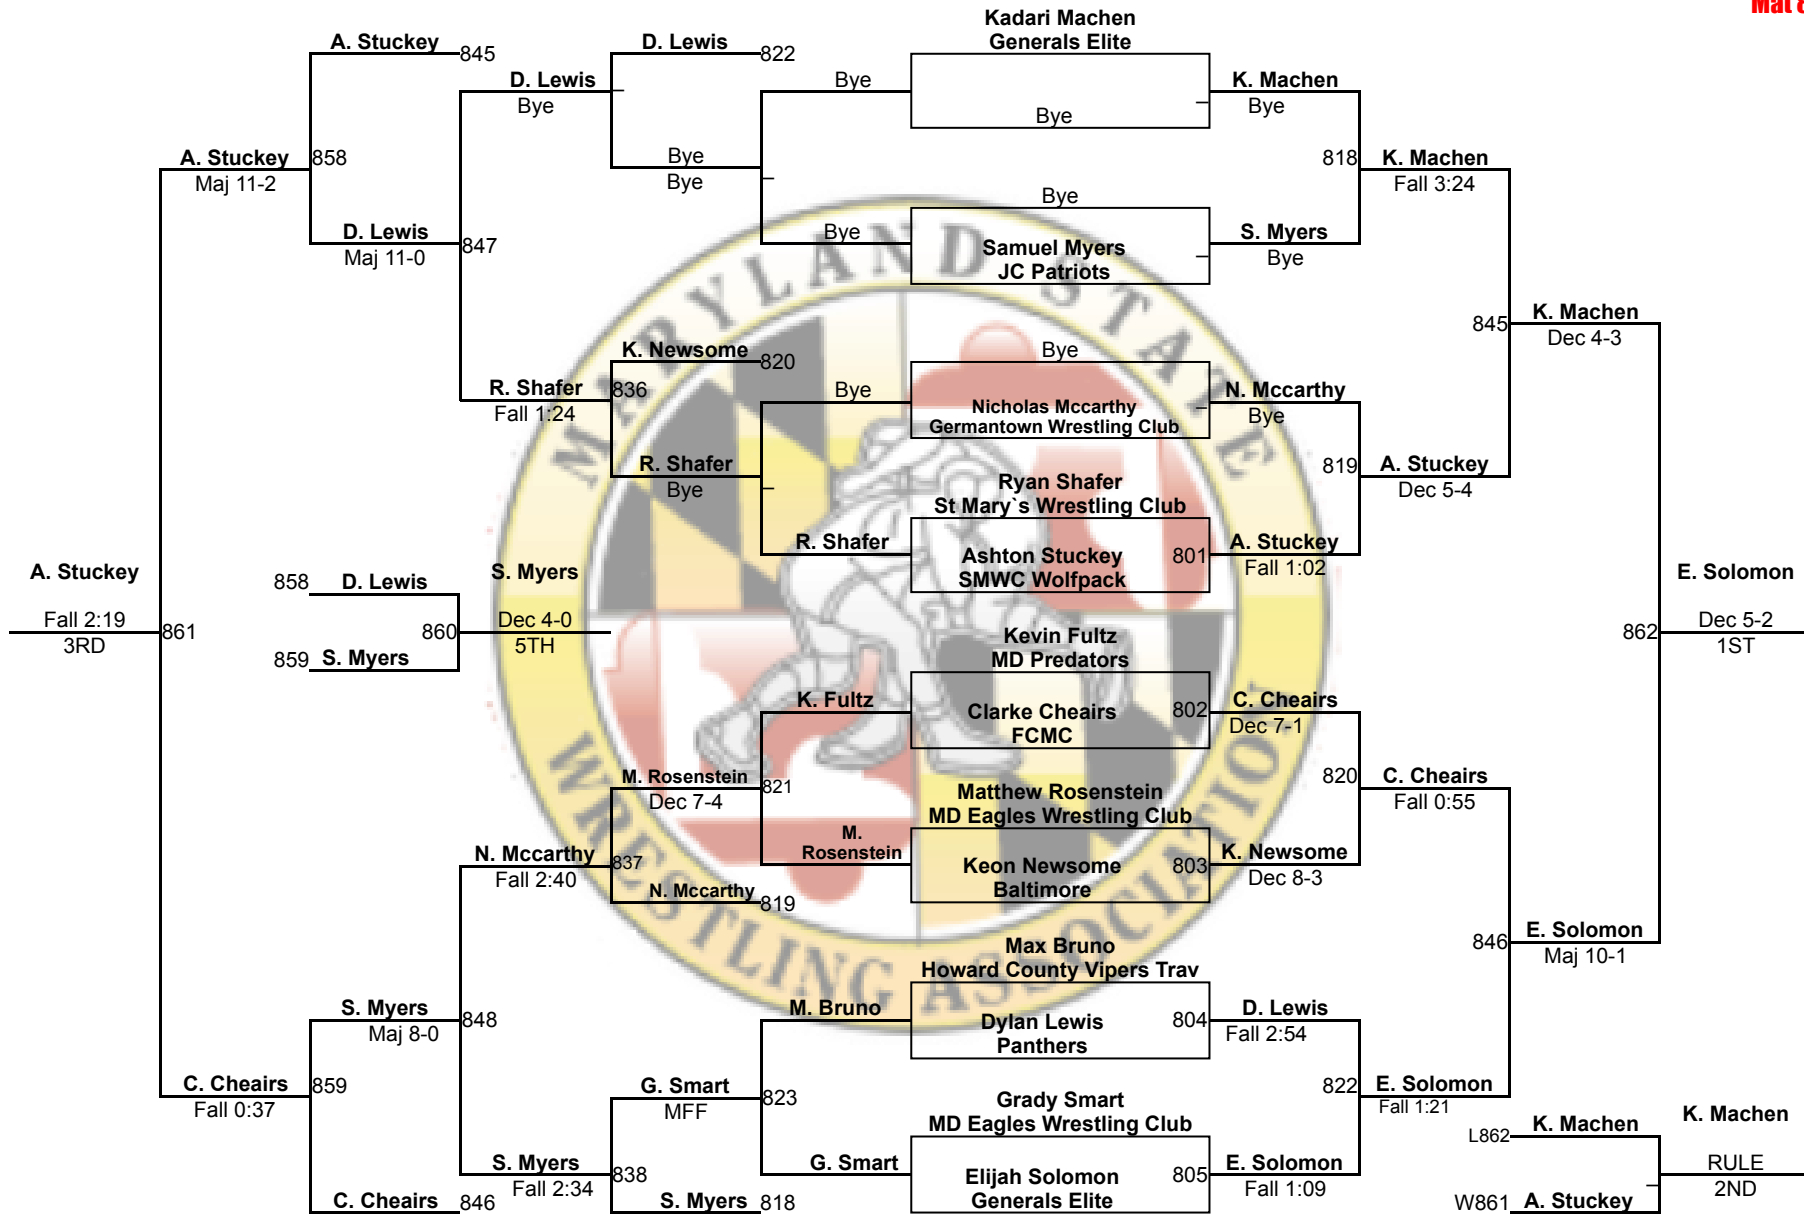 Mat 8
Kadari Machen
Generals Elite
A. Stuckey
845
D. Lewis
822
D. Lewis
Bye
Bye
Bye
K. Machen
Bye
A. Stuckey
858
Maj 11-2
Bye
Bye
818
K. Machen
Fall 3:24
D. Lewis
847
Maj 11-0
Bye
Bye
Samuel Myers
JC Patriots
S. Myers
Bye
845
K. Machen
Dec 4-3
K. Newsome
820
R. Shafer
836
Fall 1:24
Bye
Bye
Nicholas Mccarthy
Germantown Wrestling Club
N. Mccarthy
Bye
R. Shafer
Bye
819
A. Stuckey
Dec 5-4
Ryan Shafer
St Mary`s Wrestling Club
R. Shafer
Ashton Stuckey
SMWC Wolfpack
801
A. Stuckey
Fall 1:02
A. Stuckey
Fall 2:19
3RD
861
858
D. Lewis
859
S. Myers
860
S. Myers
Dec 4-0
5TH
E. Solomon
862
Dec 5-2
1ST
Kevin Fultz
MD Predators
K. Fultz
Clarke Cheairs
FCMC
802
C. Cheairs
Dec 7-1
M. Rosenstein
821
Dec 7-4
820
C. Cheairs
Fall 0:55
Matthew Rosenstein
MD Eagles Wrestling Club
M.
Rosenstein
Keon Newsome
Baltimore
803
K. Newsome
Dec 8-3
N. Mccarthy
837
Fall 2:40
N. Mccarthy
819
846
E. Solomon
Maj 10-1
Max Bruno
Howard County Vipers Trav
M. Bruno
Dylan Lewis
Panthers
804
D. Lewis
Fall 2:54
S. Myers
848
Maj 8-0
C. Cheairs
859
Fall 0:37
G. Smart
823
MFF
822
E. Solomon
Fall 1:21
Grady Smart
MD Eagles Wrestling Club
G. Smart
Elijah Solomon
Generals Elite
805
E. Solomon
Fall 1:09
S. Myers
838
Fall 2:34
C. Cheairs
846
S. Myers
818
L862
K. Machen
W861
A. Stuckey
K. Machen
RULE
2ND
MARYLAND STATE
WRESTLING ASSOCIATION